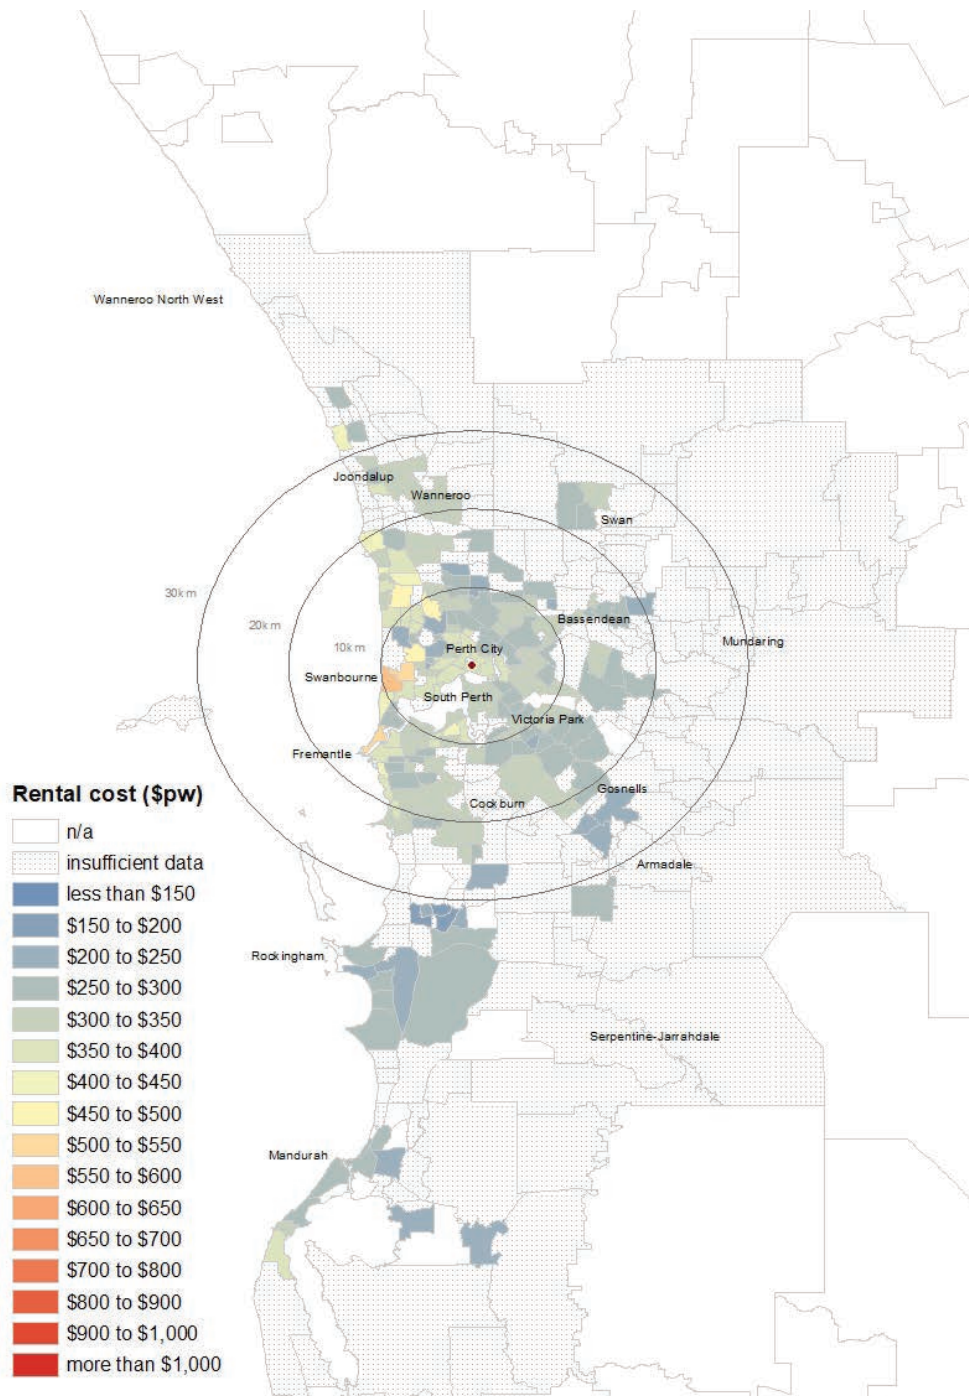 Wanneroo North West
Joondalup
Wanneroo
Swan
30km
20km
10km
Bassendean
Mundaring
Perth City
Swanbourne
South Perth
Victoria Park
Fremantle
Gosnells
Cockburn
Armadale
Rockingham
Serpentine-Jarrahdale
Mandurah
Rental cost ($pw)
n/a
insufficient data
less than $150
$150 to $200
$200 to $250
$250 to $300
$300 to $350
$350 to $400
$400 to $450
$450 to $500
$500 to $550
$550 to $600
$600 to $650
$650 to $700
$700 to $800
$800 to $900
$900 to $1,000
more than $1,000